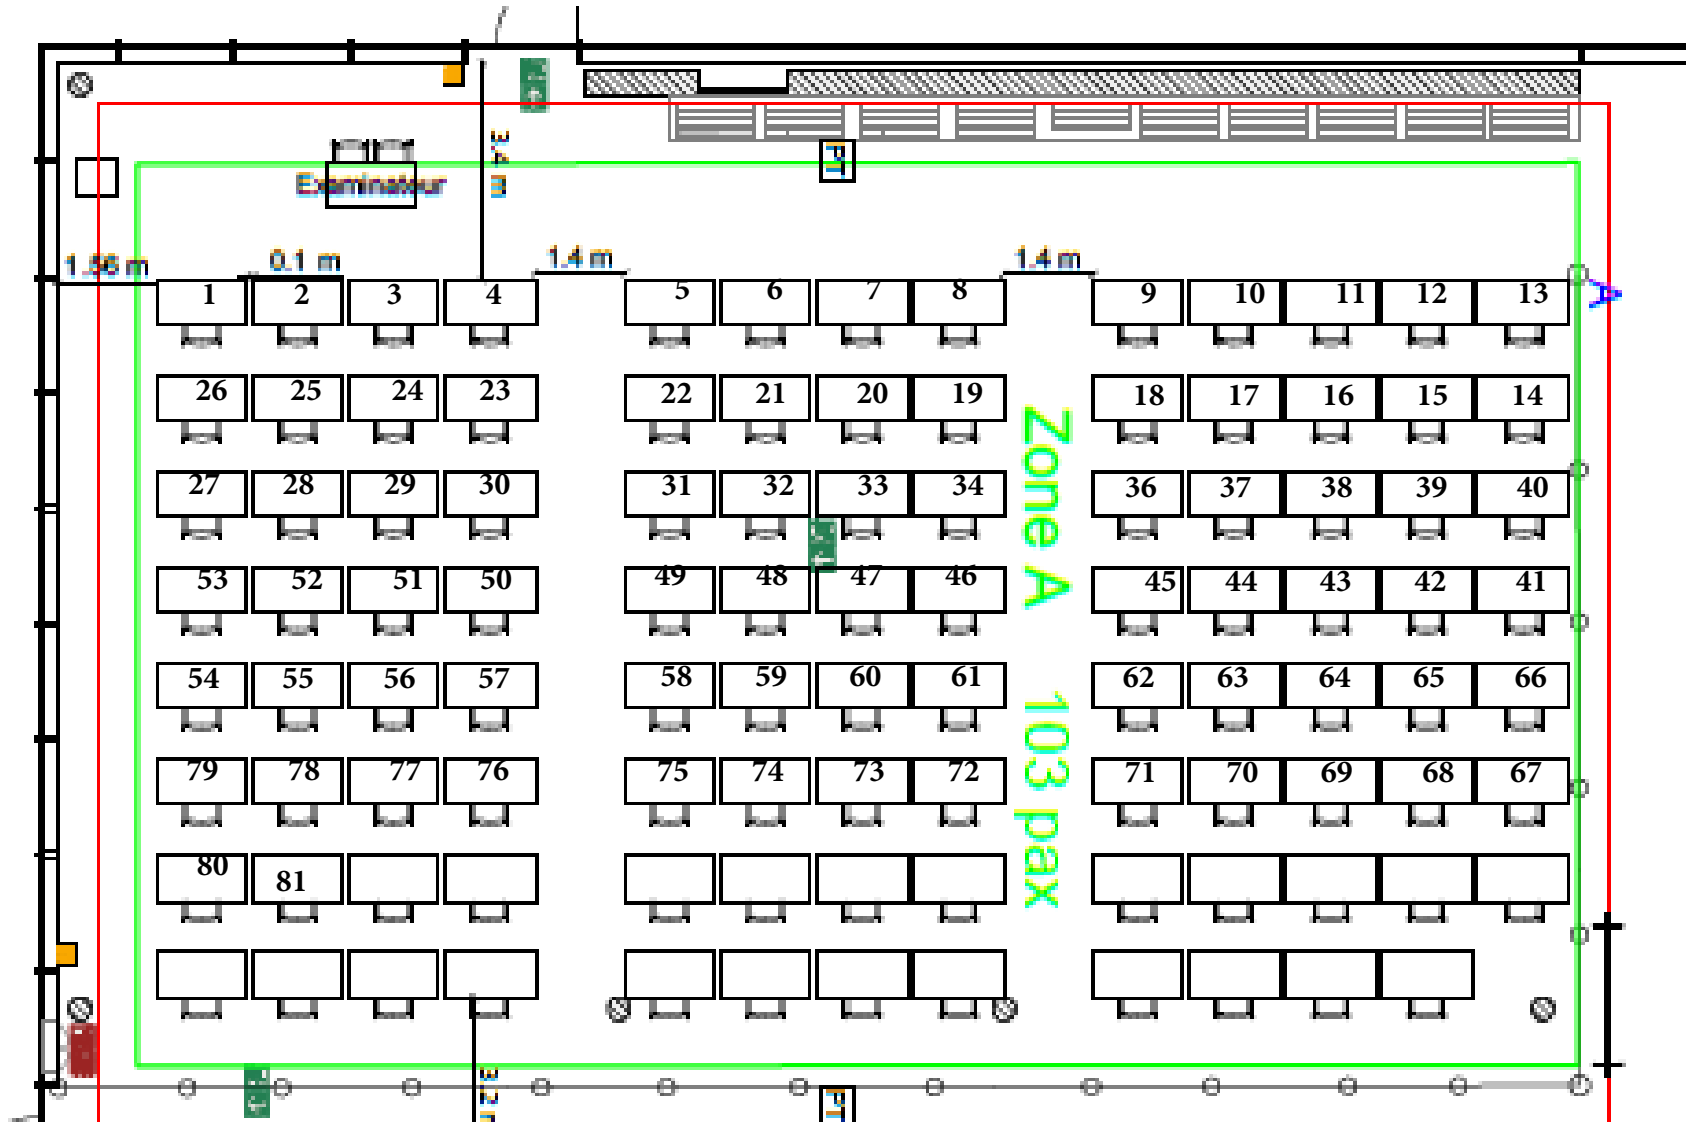 3.4 m
PT
Examinateur
1.56 m
0.1 m
1.4 m
1.4 m
1 2 3 4 5 6 7 8 9 10 11 12 13
A
26 25 24 23 22 21 20 19 18 17 16 15 14
27 28 29 30 31 32 33 34 36 37 38 39 40
53 52 51 50 49 48 47 46 45 44 43 42 41
54 55 56 57 58 59 60 61 62 63 64 65 66
79 78 77 76 75 74 73 72 71 70 69 68 67
80 81
Zone A 103 pax
3.2
PT